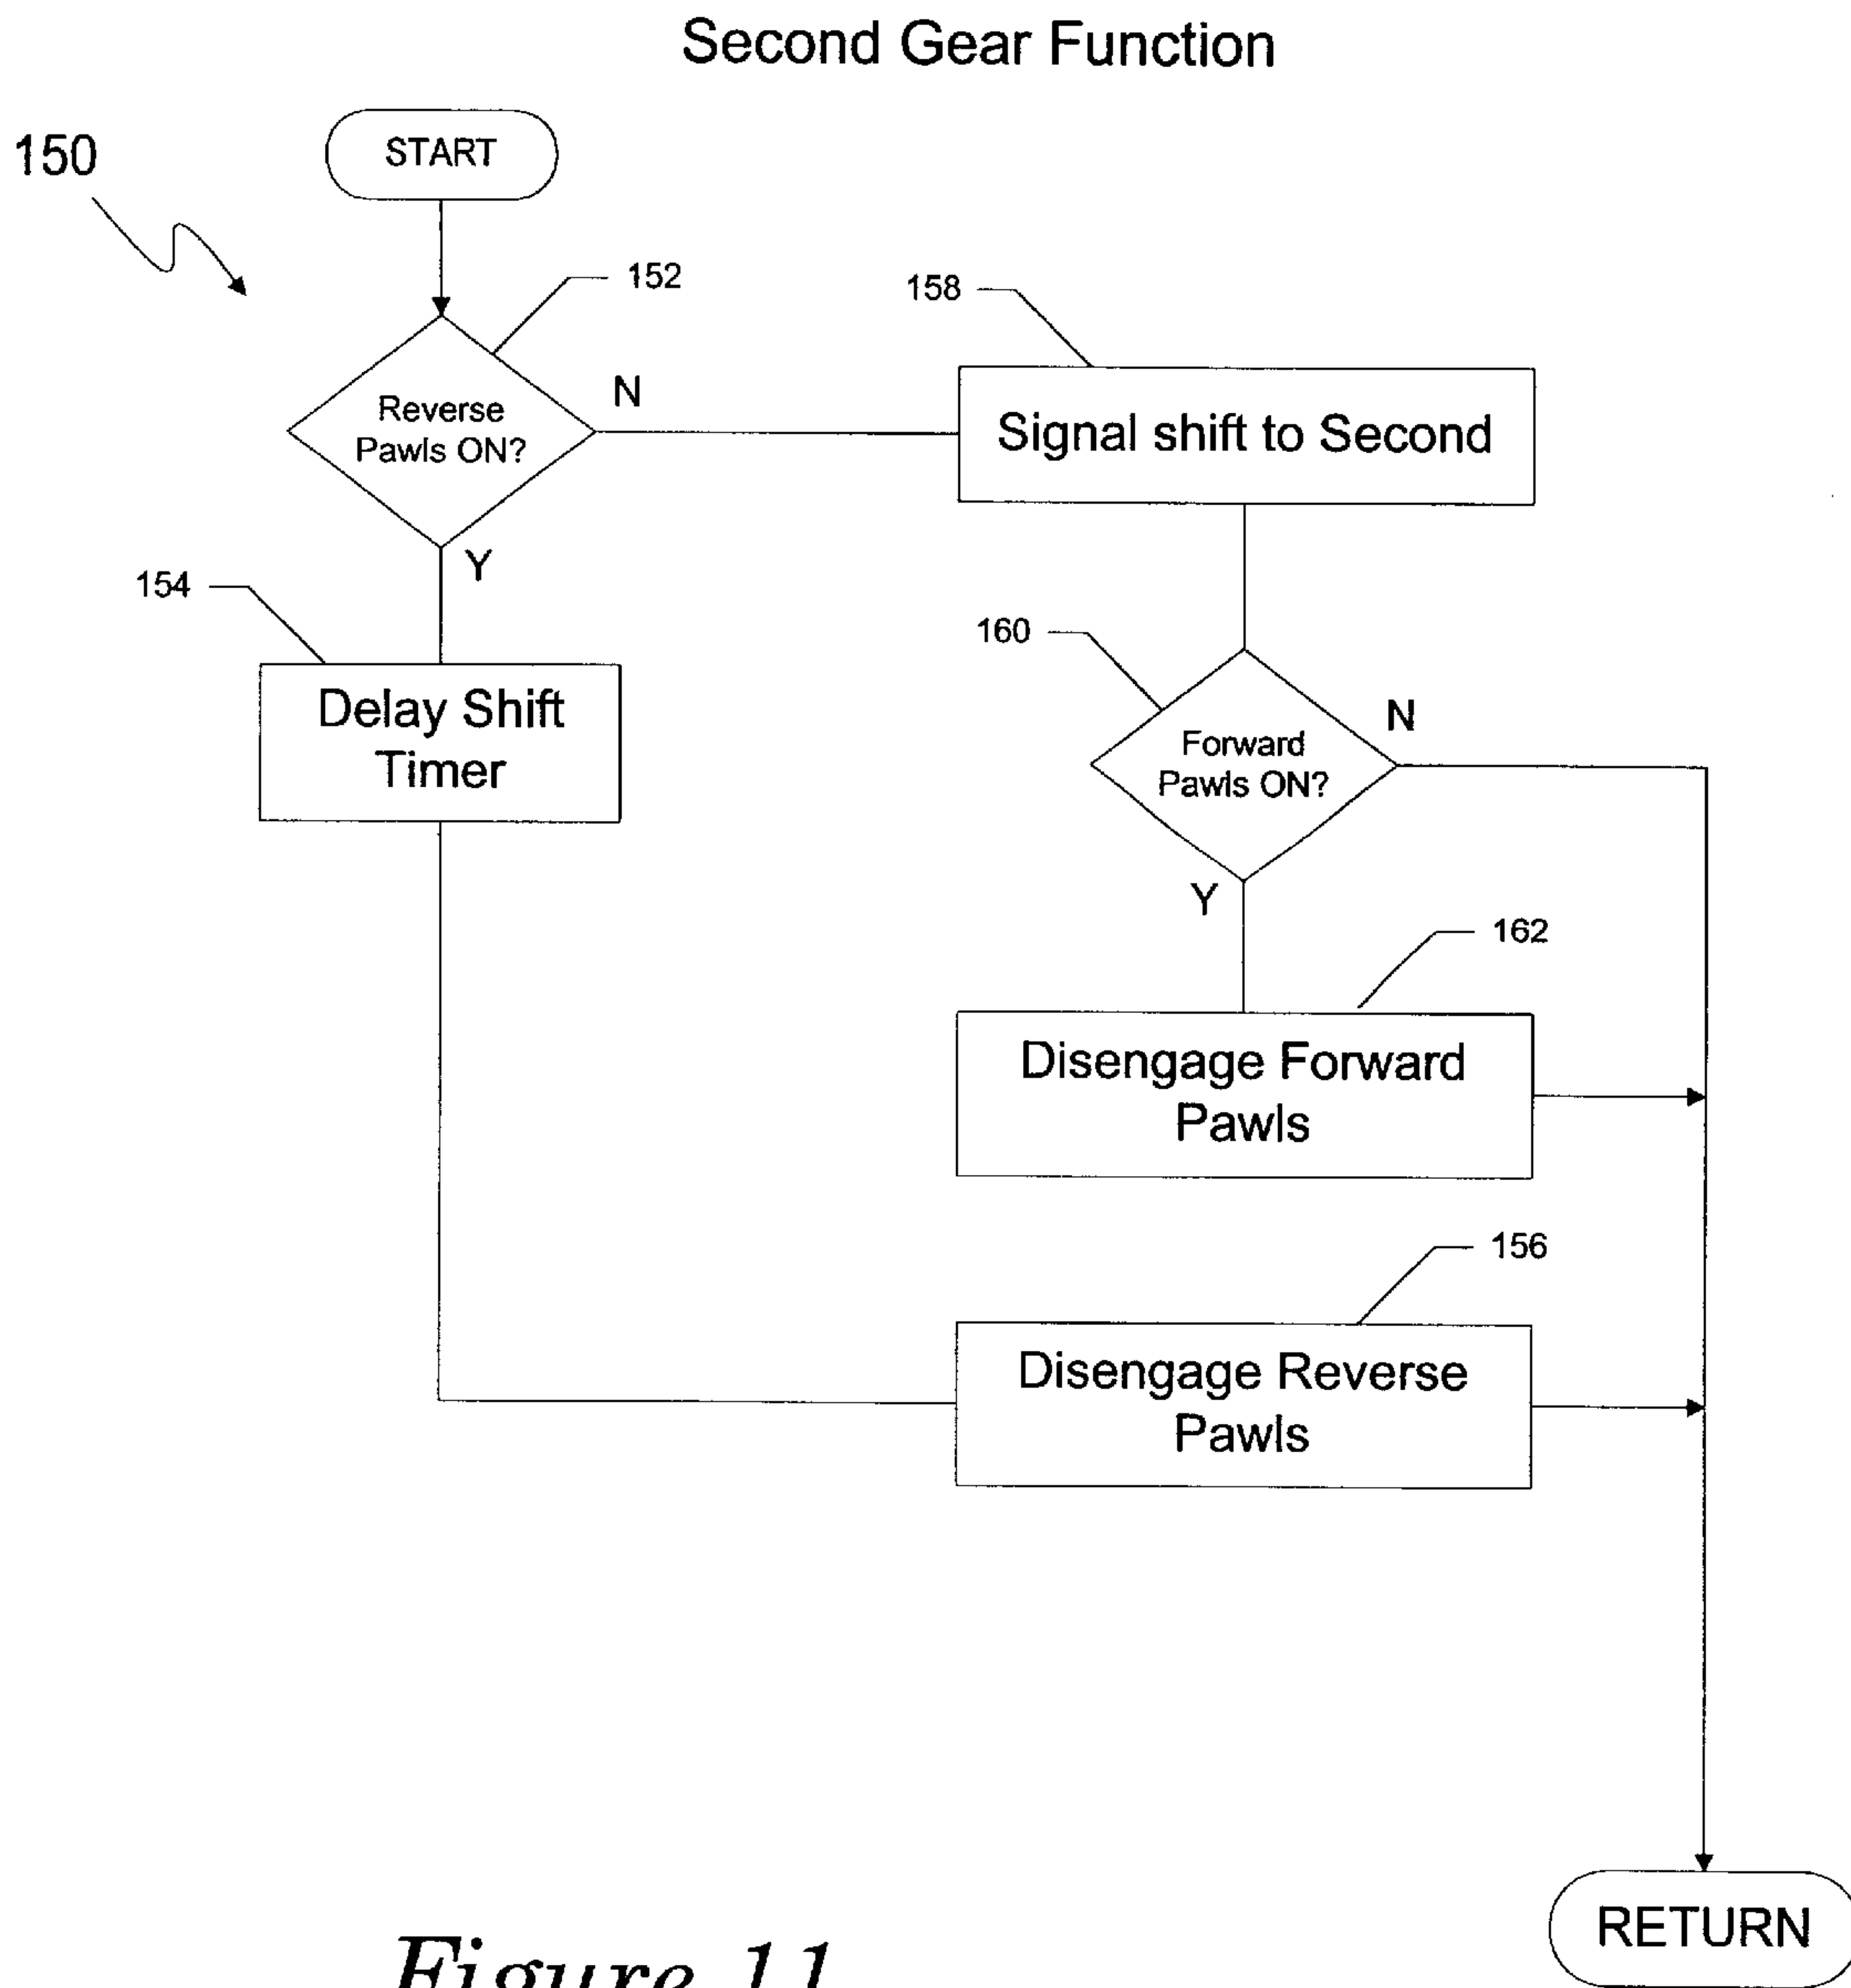 Second Gear Function
150
START
152
158
Reverse
Pawls ON?
N
Signal shift to Second
Y
154
160
Delay Shift
Timer
Forward
Pawls ON?
N
Y
162
Disengage Forward
Pawls
156
Disengage Reverse
Pawls
RETURN
Figure 11